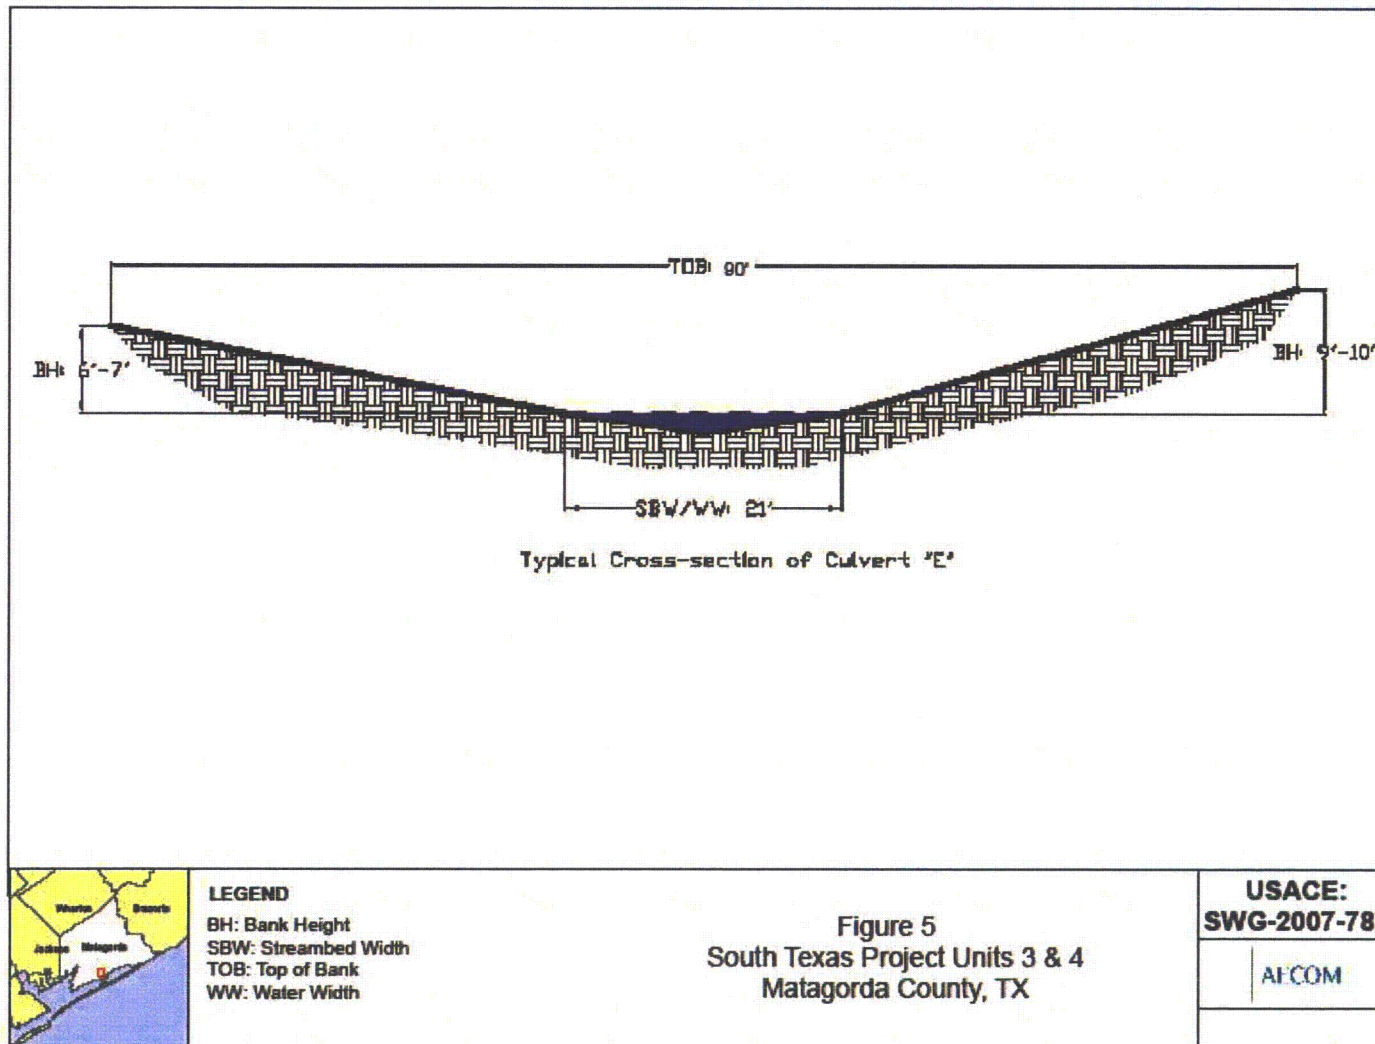 TOB: 90'
BH: 6'-7'
BH: 9'-10'
SBW/WW: 21'
Typical Cross-section of Culvert "E"
Wharton
Brazoria
Jackson
Matagorda
LEGEND
BH: Bank Height
SBW: Streambed Width
TOB: Top of Bank
WW: Water Width
Figure 5
South Texas Project Units 3 & 4
Matagorda County, TX
USACE:
SWG-2007-78
AECOM